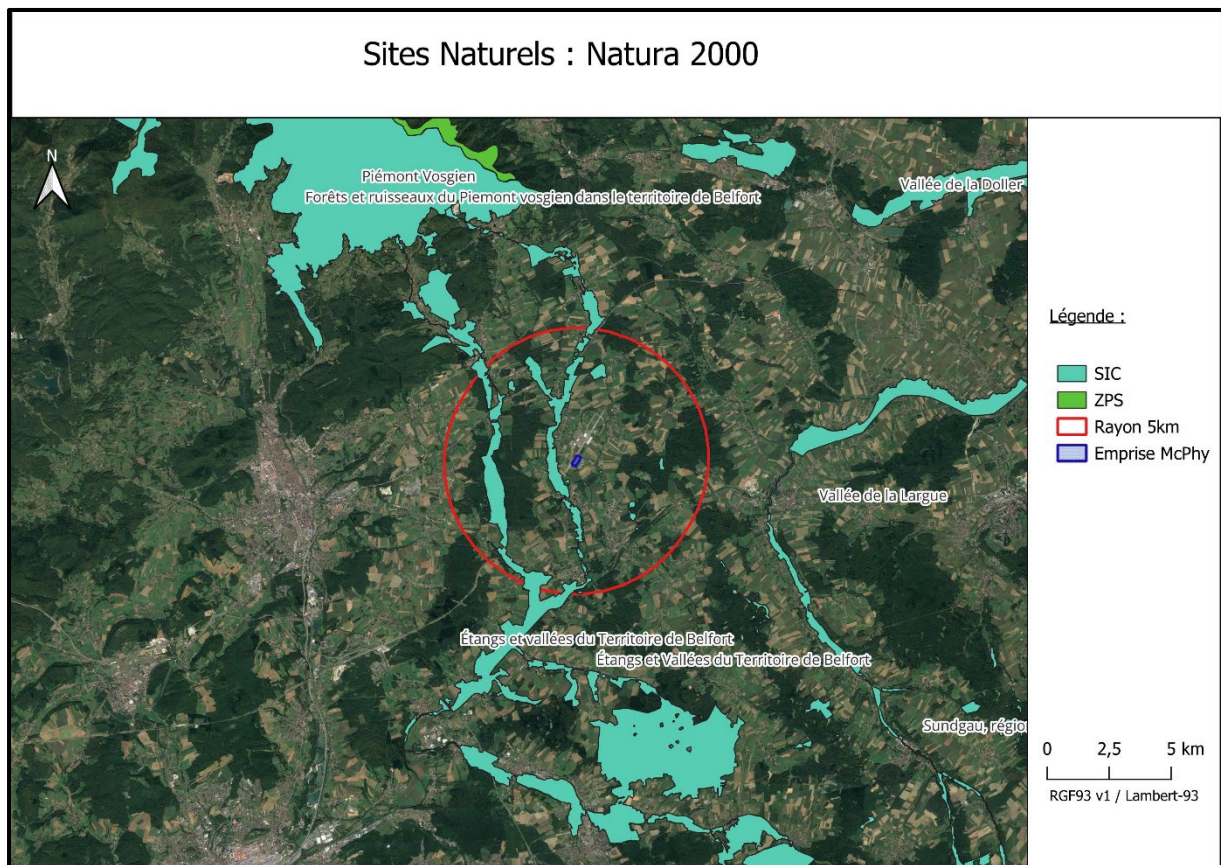 Sites Naturels : Natura 2000
N
Piémont Vosgien
Forêts et ruisseaux du Piemont vosgien dans le territoire de Belfort
Vallée de la Doller
Vallée de la Largue
Étangs et vallées du Territoire de Belfort
Étangs et Vallées du Territoire de Belfort
Sundgau, régio
Légende :
SIC
ZPS
Rayon 5km
Emprise McPhy
0 2,5 5 km
RGF93 v1 / Lambert-93